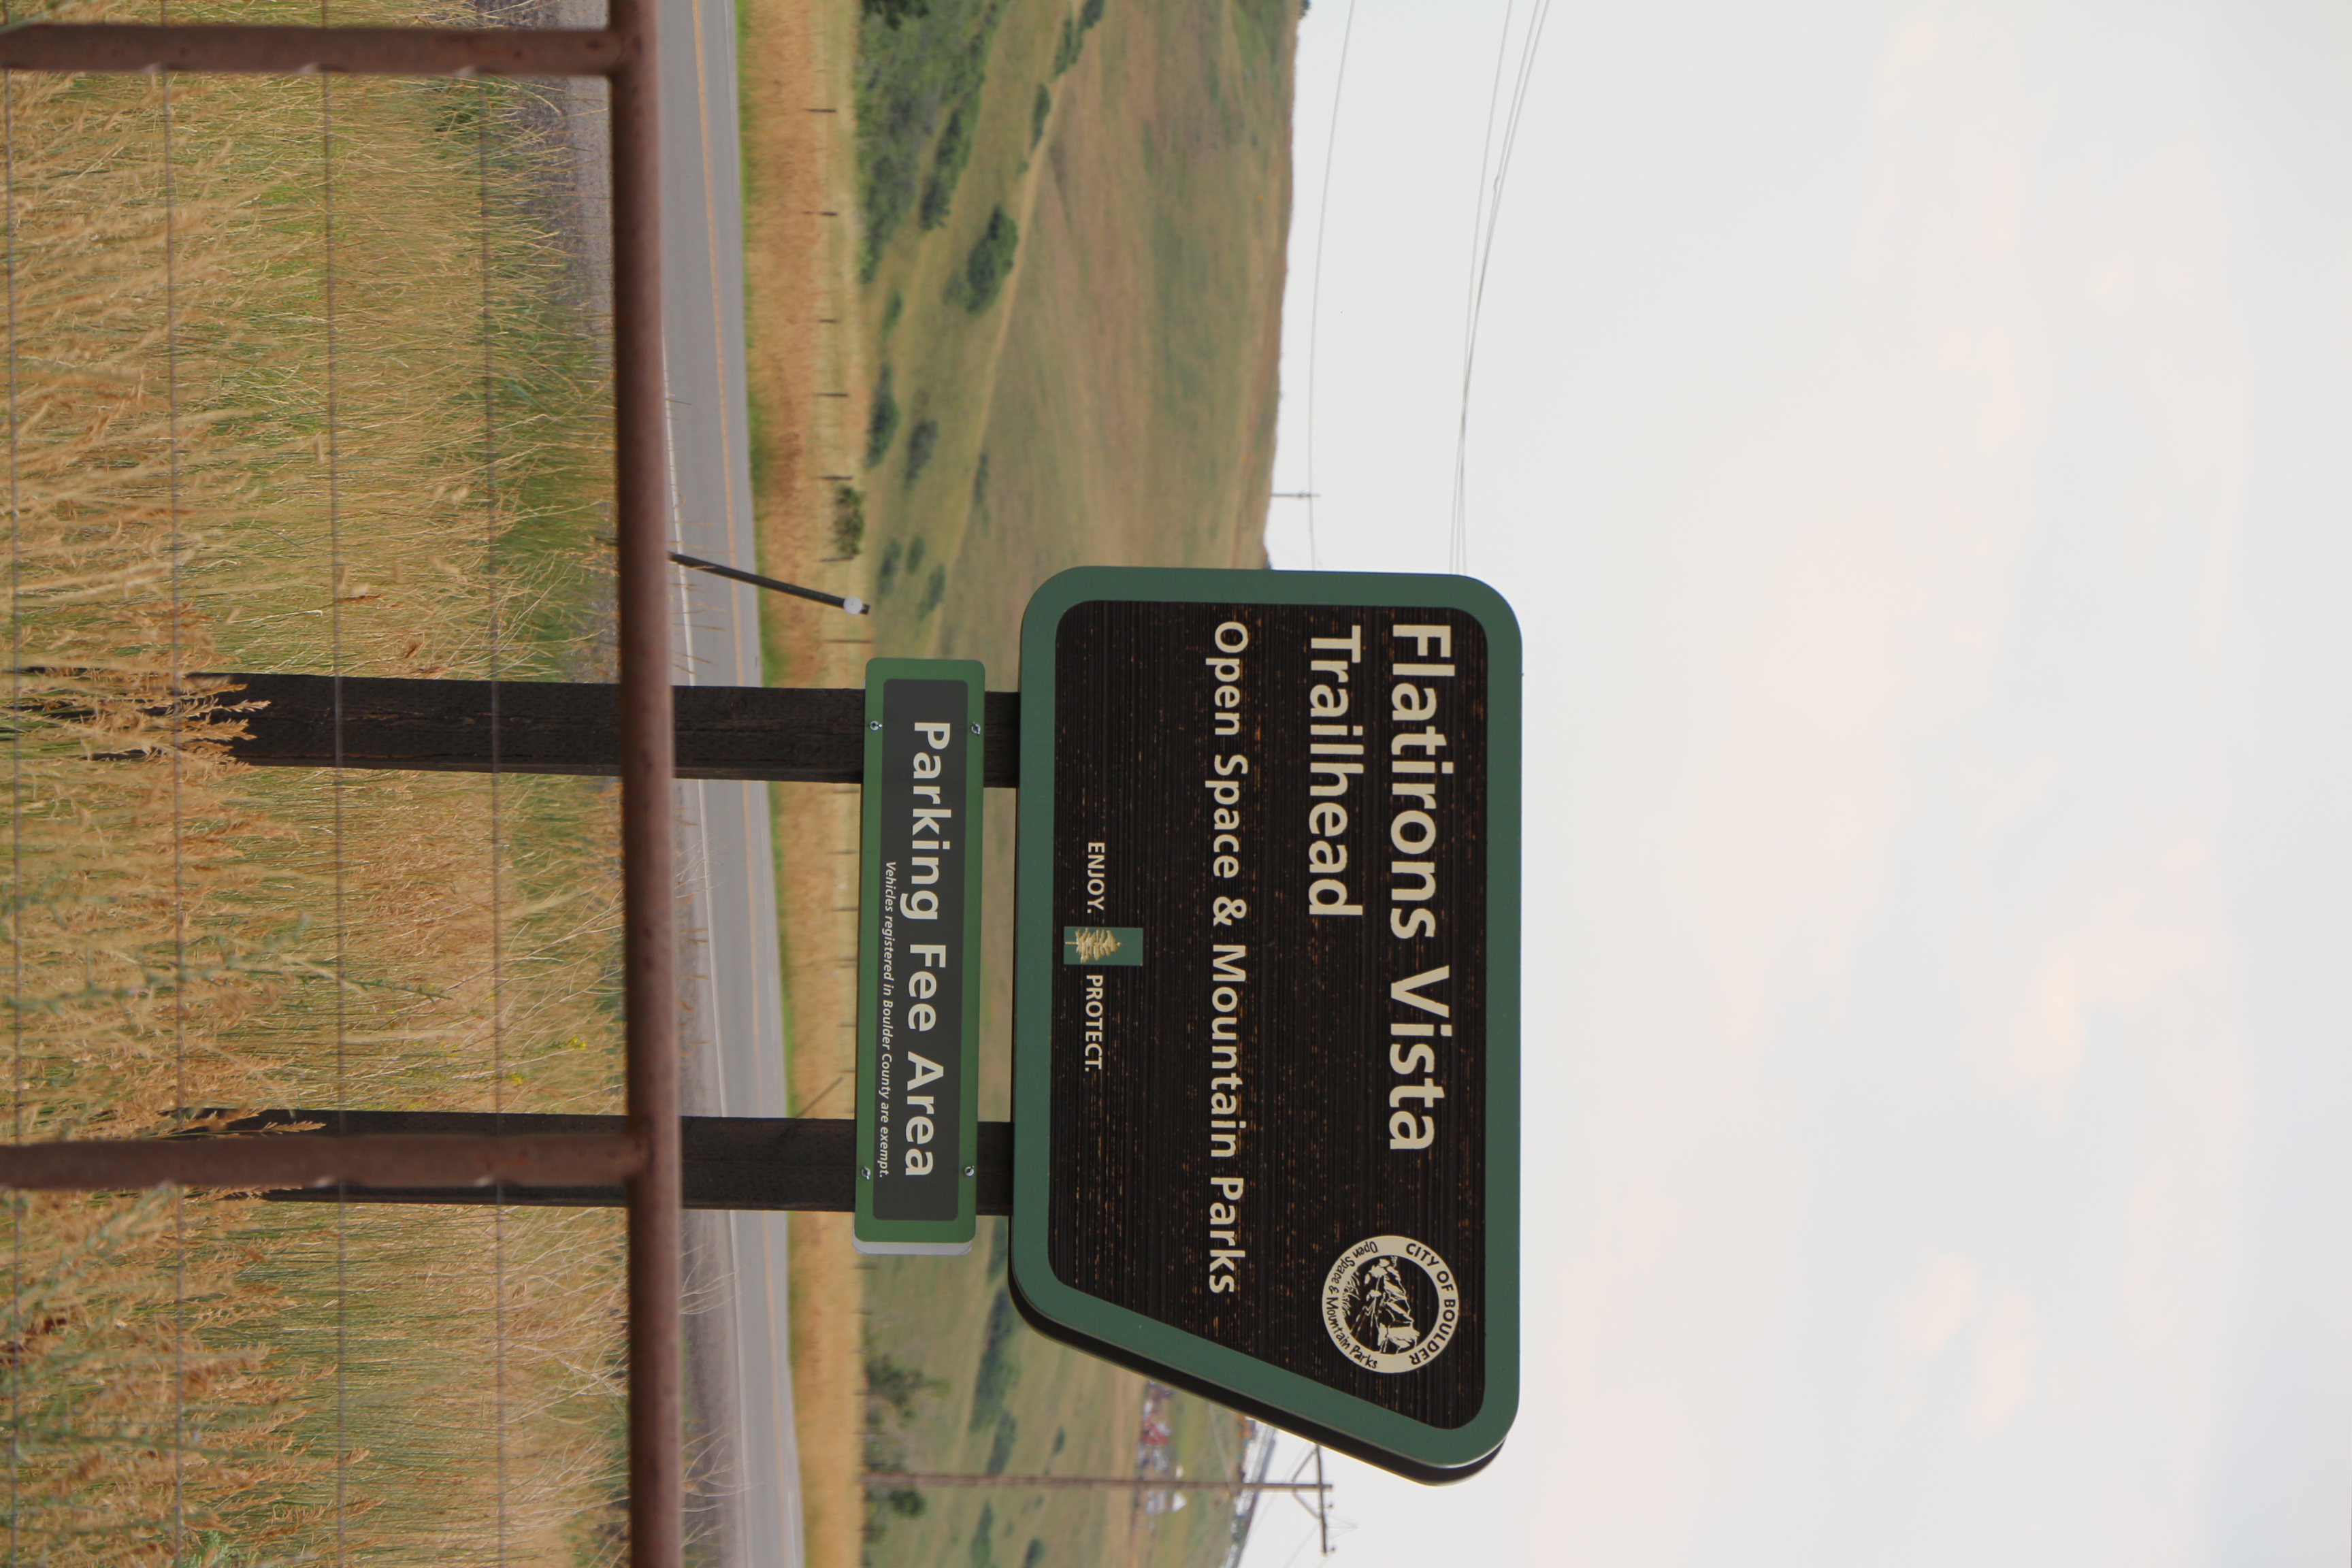 Flatirons Vista
Trailhead
CITY OF BOULDER
Open Space & Mountain Parks
Open Space & Mountain Parks
ENJOY. PROTECT.
Parking Fee Area
Vehicles registered in Boulder County are exempt.